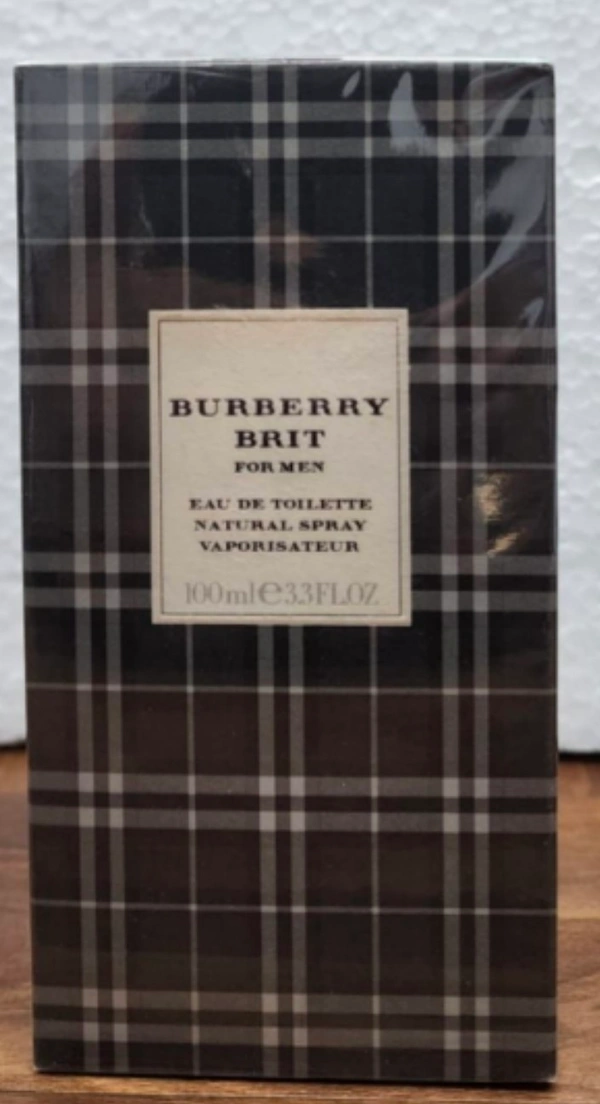 BURBERRY
BRIT
FOR MEN
EAU DE TOILETTE
NATURAL SPRAY
VAPORISATEUR
100ml℮3.3FL.OZ